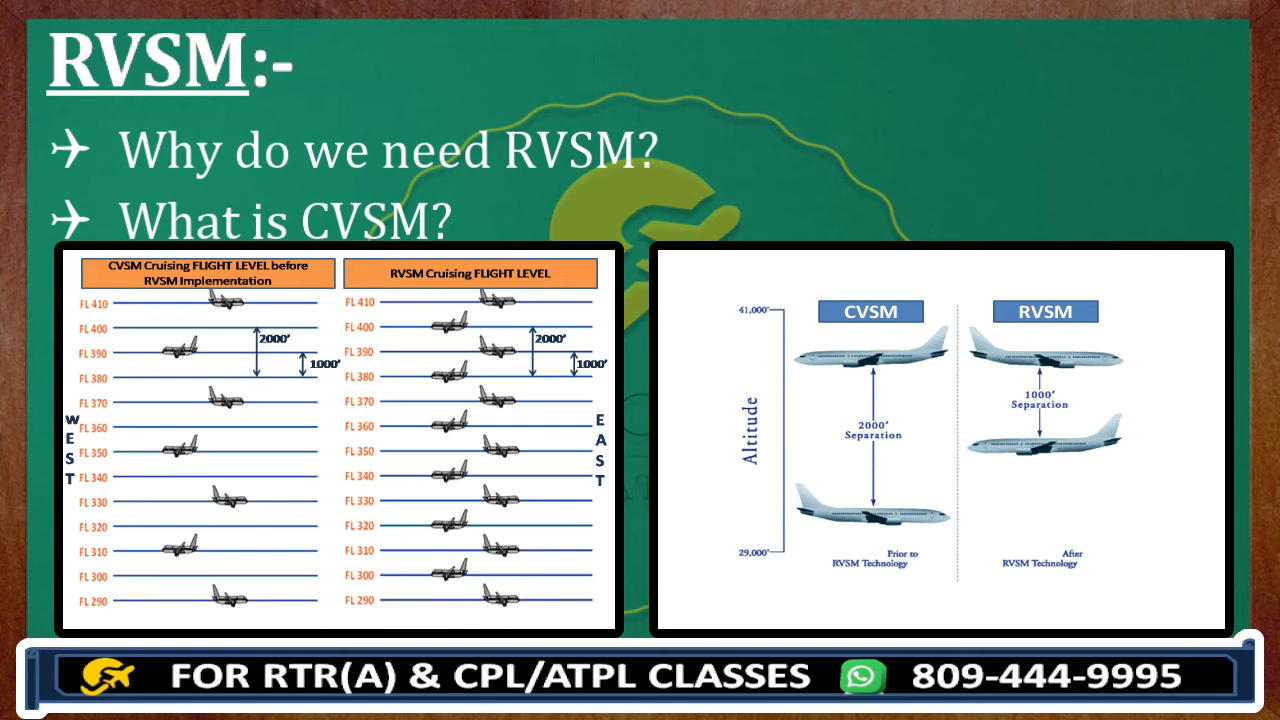 RVSM:-
Why do we need RVSM?
What is CVSM?
CVSM Cruising FLIGHT LEVEL before
RVSM Implementation
FL 410
FL 400
FL 390
FL 380
FL 370
FL 360
FL 350
FL 340
FL 330
FL 320
FL 310
FL 300
FL 290
2000'
1000'
WEST
RVSM Cruising FLIGHT LEVEL
FL 410
FL 400
FL 390
FL 380
FL 370
FL 360
FL 350
FL 340
FL 330
FL 320
FL 310
FL 300
FL 290
2000'
1000'
EAST
41,000'
Altitude
29,000'
CVSM
2000'
Separation
Prior to
RVSM Technology
RVSM
1000'
Separation
After
RVSM Technology
FOR RTR(A) & CPL/ATPL CLASSES 809-444-9995